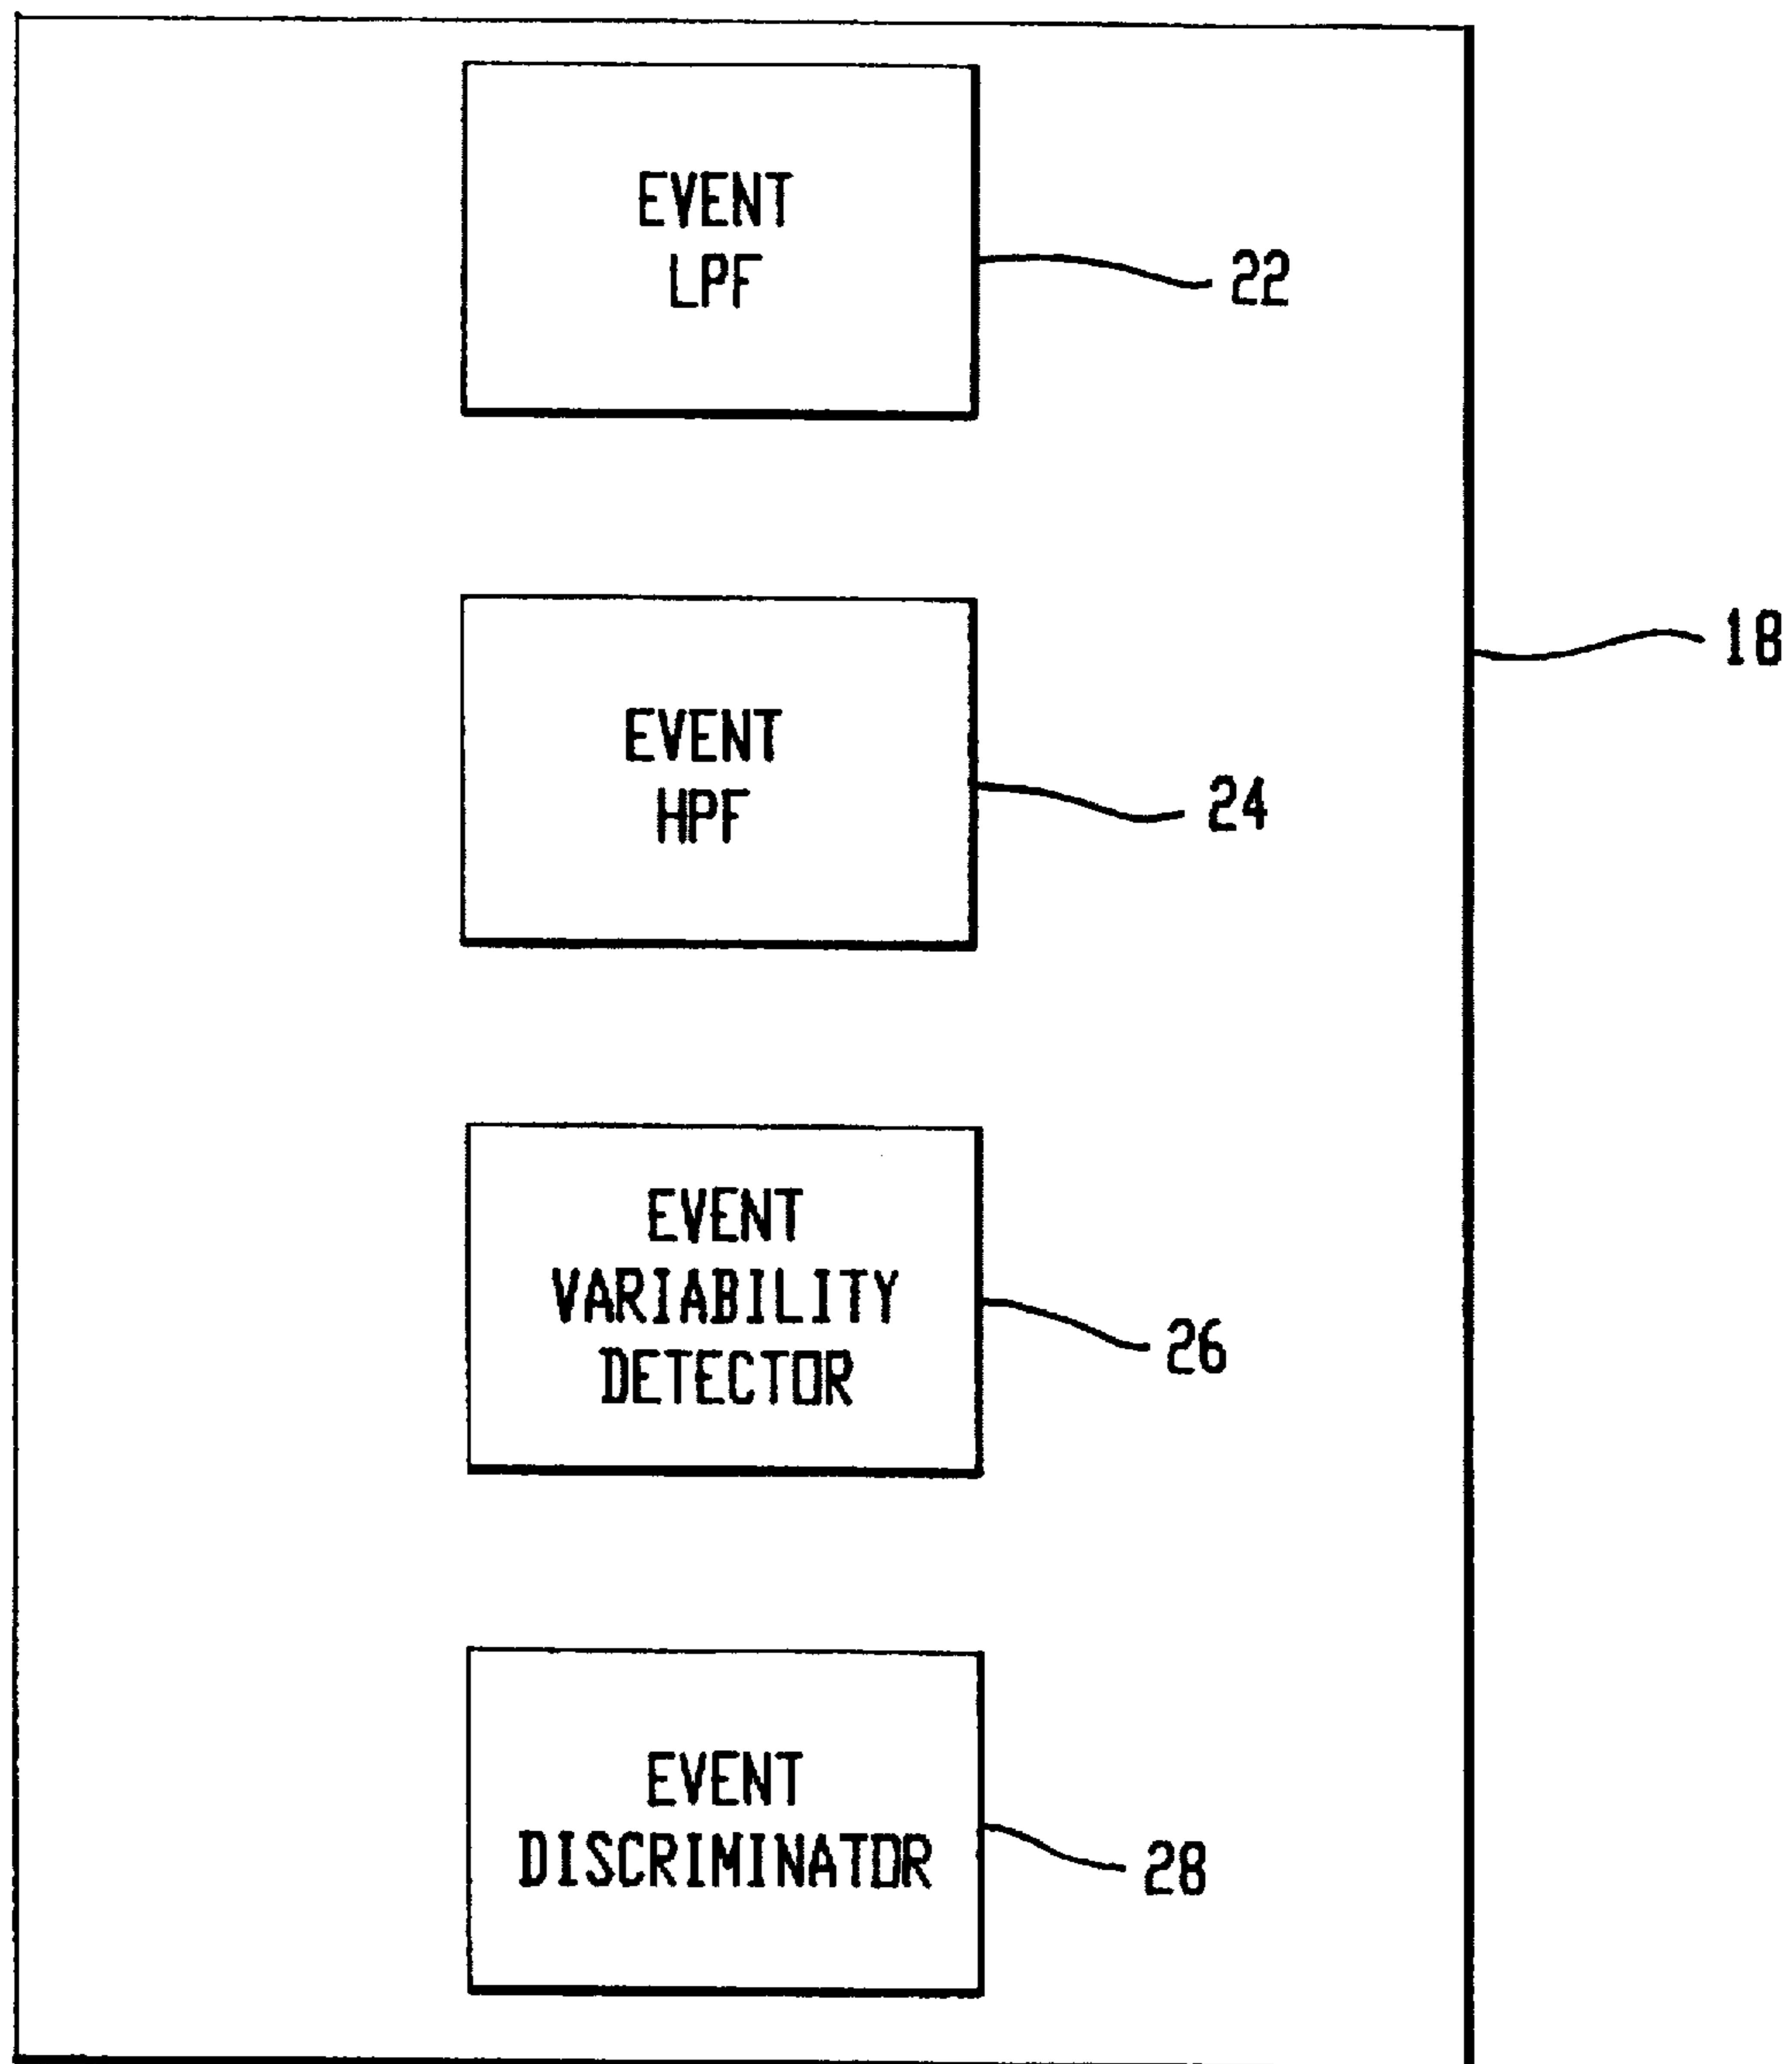 EVENT
LPF
22
EVENT
HPF
24
18
EVENT
VARIABILITY
DETECTOR
26
EVENT
DISCRIMINATOR
28